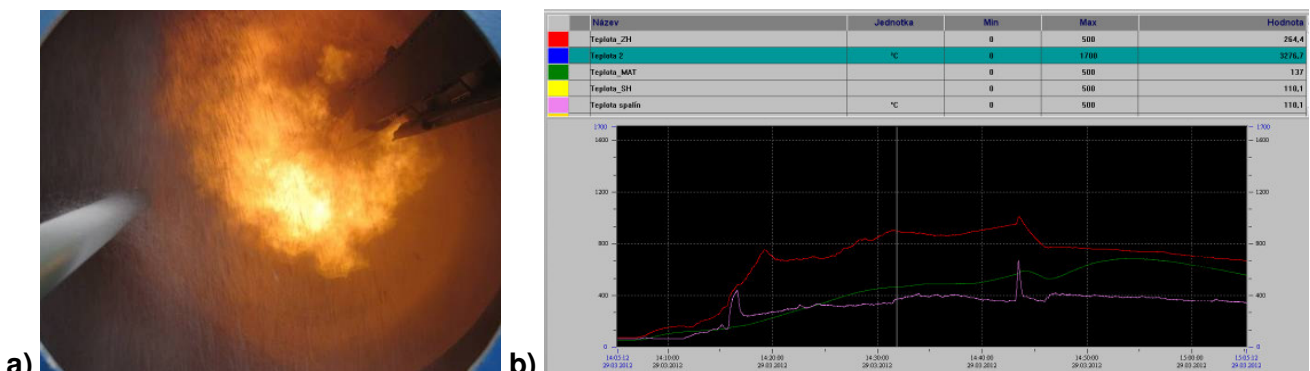 a)
b)
Název Jednotka Min Max Hodnota
Teplota_ZH 0 500 264,4
Teplota 2 °C 0 1700 3276,7
Teplota_MAT 0 500 137
Teplota_SH 0 500 110,1
Teplota spalín °C 0 500 110,1
1700 1700
1600 1600
1200 1200
800 800
400 400
0 0
14:05:12 14:10:00 14:20:00 14:30:00 14:40:00 14:50:00 15:00:00 15:05:12
29.03.2012 29.03.2012 29.03.2012 29.03.2012 29.03.2012 29.03.2012 29.03.2012 29.03.2012